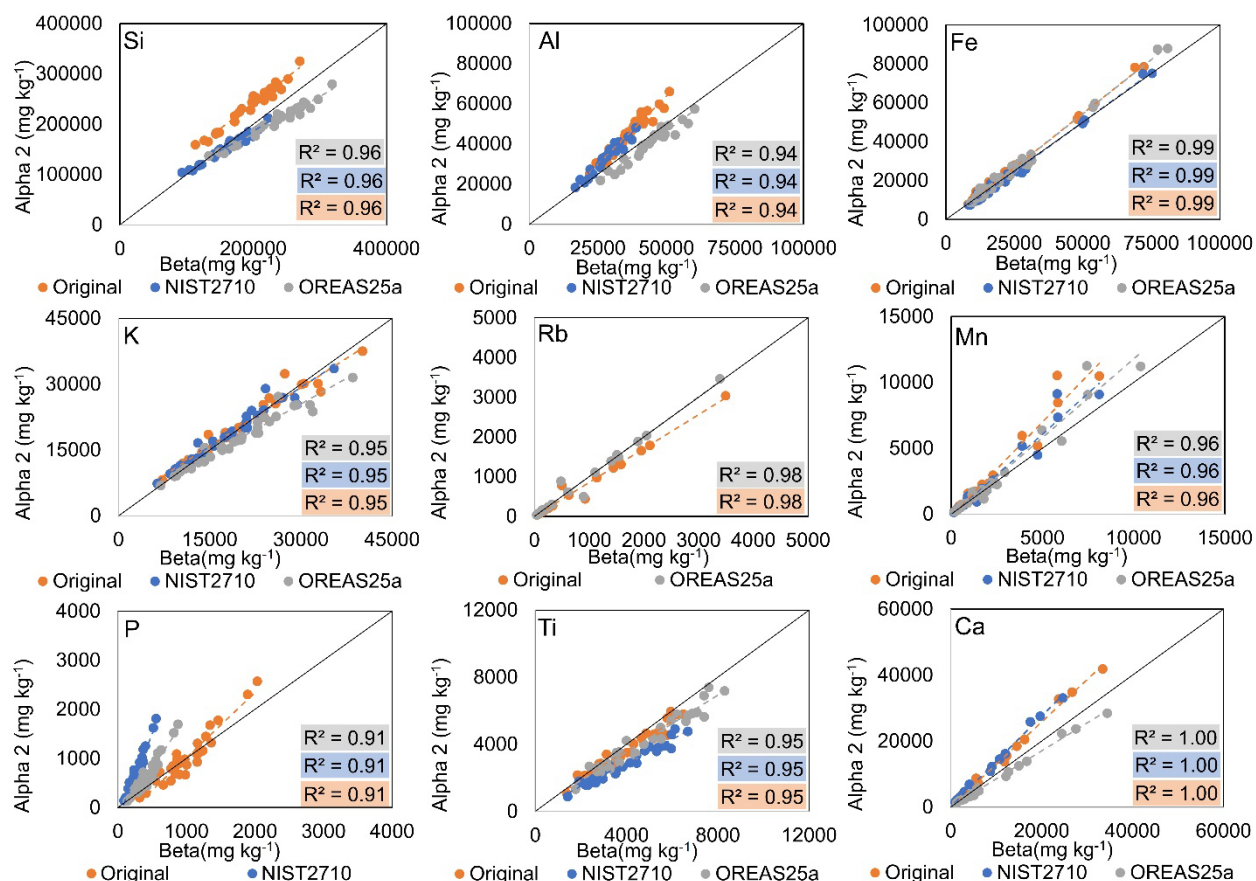 Si
Alpha 2 (mg kg⁻¹)
400000
300000
200000
100000
0
R² = 0.96
R² = 0.96
R² = 0.96
0 200000 400000
Beta(mg kg⁻¹)
Original NIST2710 OREAS25a
Al
Alpha 2 (mg kg⁻¹)
100000
80000
60000
40000
20000
0
R² = 0.94
R² = 0.94
R² = 0.94
0 25000 50000 75000 100000
Beta(mg kg⁻¹)
Original NIST2710 OREAS25a
Fe
Alpha 2 (mg kg⁻¹)
100000
80000
60000
40000
20000
0
R² = 0.99
R² = 0.99
R² = 0.99
0 25000 50000 75000 100000
Beta(mg kg⁻¹)
Original NIST2710 OREAS25a
K
Alpha 2 (mg kg⁻¹)
45000
30000
15000
0
R² = 0.95
R² = 0.95
R² = 0.95
0 15000 30000 45000
Beta(mg kg⁻¹)
Original NIST2710 OREAS25a
Rb
Alpha 2 (mg kg⁻¹)
5000
4000
3000
2000
1000
0
R² = 0.98
R² = 0.98
0 1000 2000 3000 4000 5000
Beta(mg kg⁻¹)
Original OREAS25a
Mn
Alpha 2 (mg kg⁻¹)
15000
10000
5000
0
R² = 0.96
R² = 0.96
R² = 0.96
0 5000 10000 15000
Beta(mg kg⁻¹)
Original NIST2710 OREAS25a
P
Alpha 2 (mg kg⁻¹)
4000
3000
2000
1000
0
R² = 0.91
R² = 0.91
R² = 0.91
0 1000 2000 3000 4000
Beta(mg kg⁻¹)
Original NIST2710
Ti
Alpha 2 (mg kg⁻¹)
12000
8000
4000
0
R² = 0.95
R² = 0.95
R² = 0.95
0 4000 8000 12000
Beta(mg kg⁻¹)
Original NIST2710 OREAS25a
Ca
Alpha 2 (mg kg⁻¹)
60000
40000
20000
0
R² = 1.00
R² = 1.00
R² = 1.00
0 20000 40000 60000
Beta(mg kg⁻¹)
Original NIST2710 OREAS25a